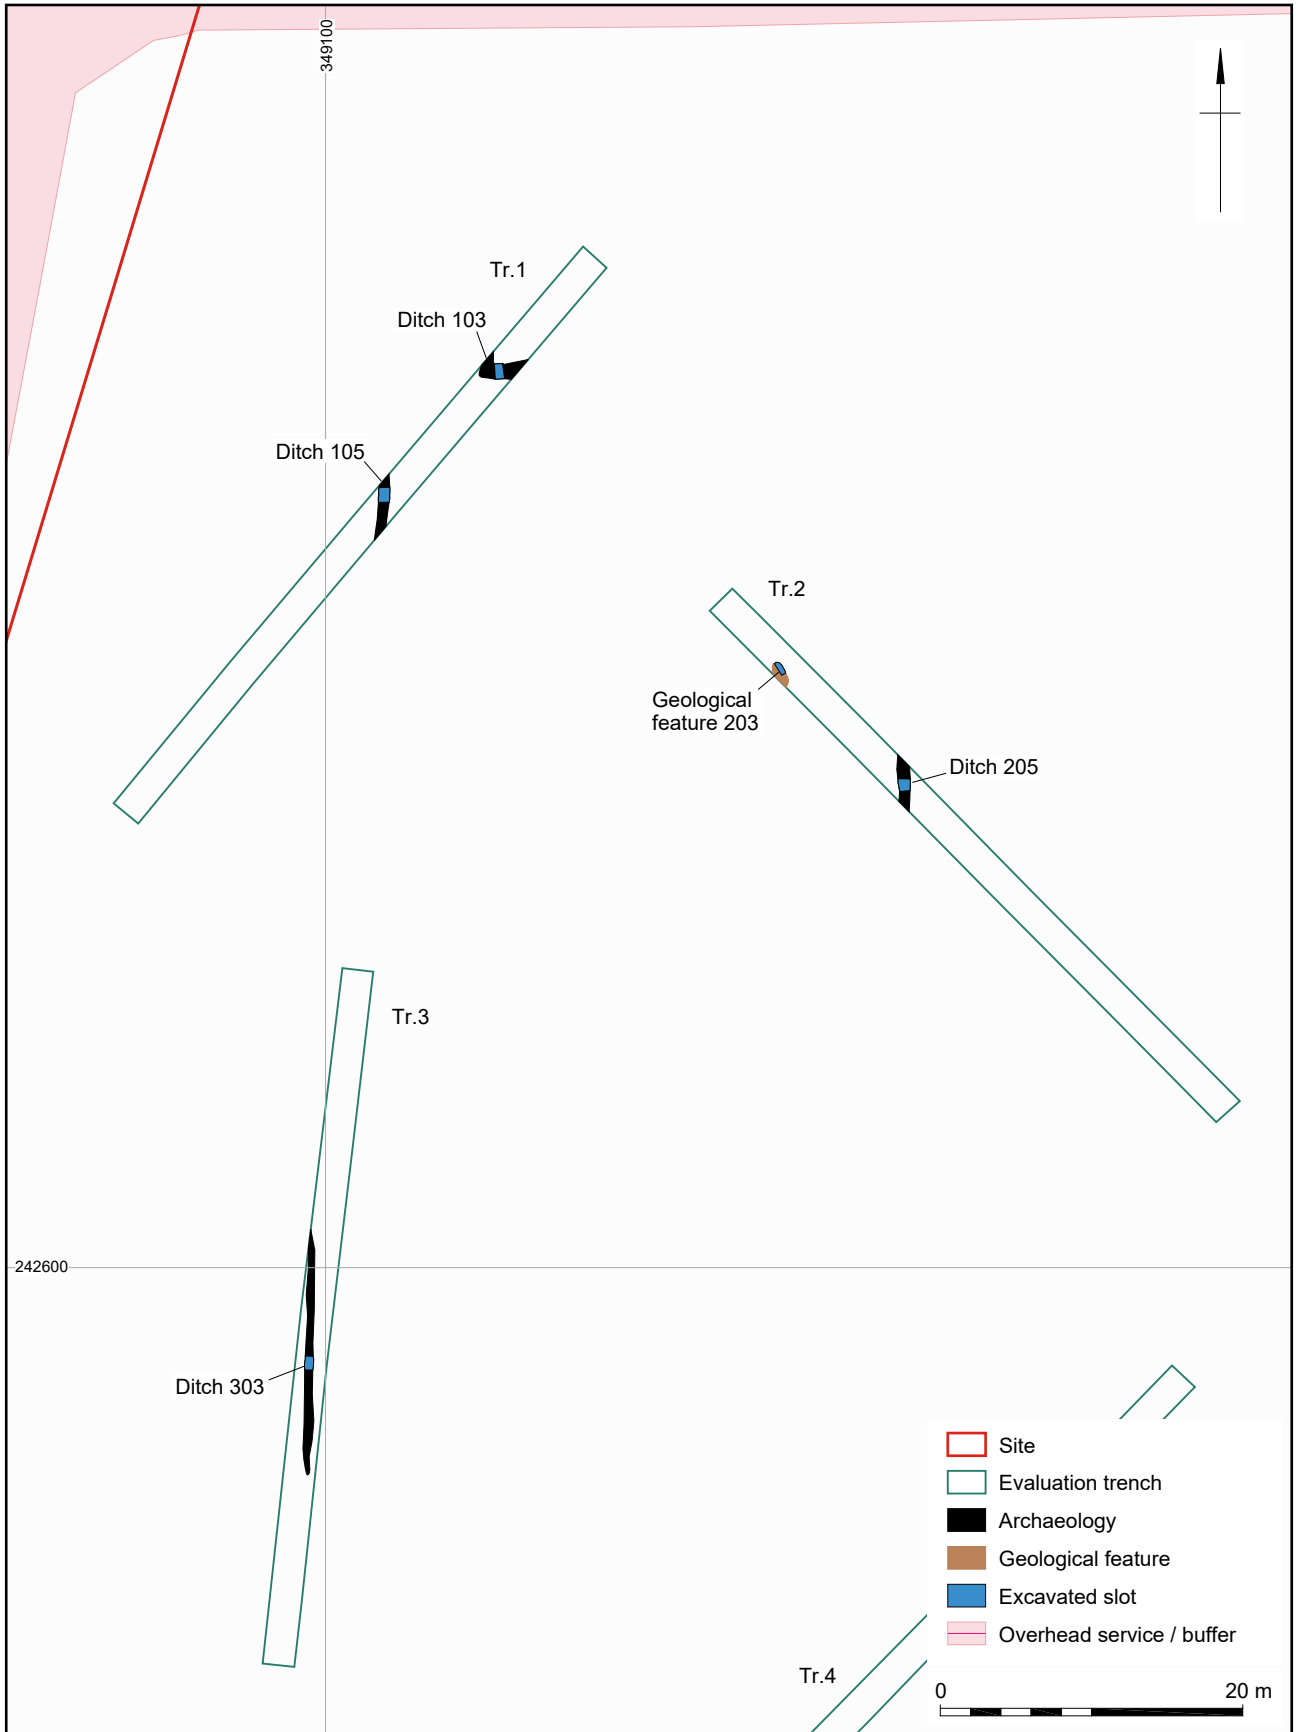 349100
Tr.1
Ditch 103
Ditch 105
Tr.2
Geological
feature 203
Ditch 205
Tr.3
242600
Ditch 303
Site
Evaluation trench
Archaeology
Geological feature
Excavated slot
Overhead service / buffer
Tr.4
0 20 m